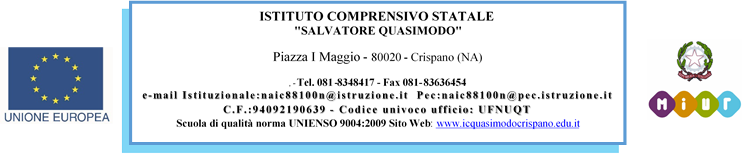 ISTITUTO COMPRENSIVO STATALE
"SALVATORE QUASIMODO"
Piazza I Maggio - 80020 - Crispano (NA)
.-Tel. 081-8348417 - Fax 081-83636454
e-mail Istituzionale:naic88100n@istruzione.it Pec:naic88100n@pec.istruzione.it
C.F.:94092190639 - Codice univoco ufficio: UFNUQT
Scuola di qualità norma UNIENSO 9004:2009 Sito Web: www.icquasimodocrispano.edu.it
UNIONE EUROPEA
MIUR